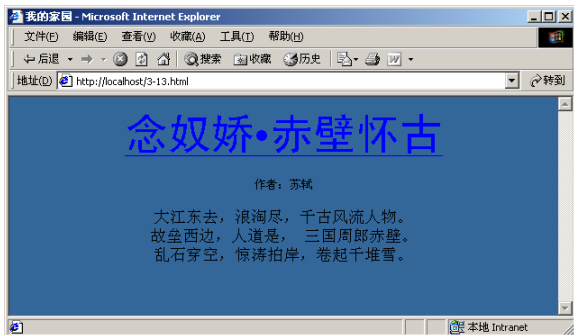 我的家园 - Microsoft Internet Explorer
文件(F) 编辑(E) 查看(V) 收藏(A) 工具(T) 帮助(H)
后退 搜索 收藏 历史
地址(D) http://localhost/3-13.html 转到
念奴娇•赤壁怀古
作者：苏轼
大江东去，浪淘尽，千古风流人物。
故垒西边，人道是， 三国周郎赤壁。
乱石穿空，惊涛拍岸，卷起千堆雪。
本地 Intranet